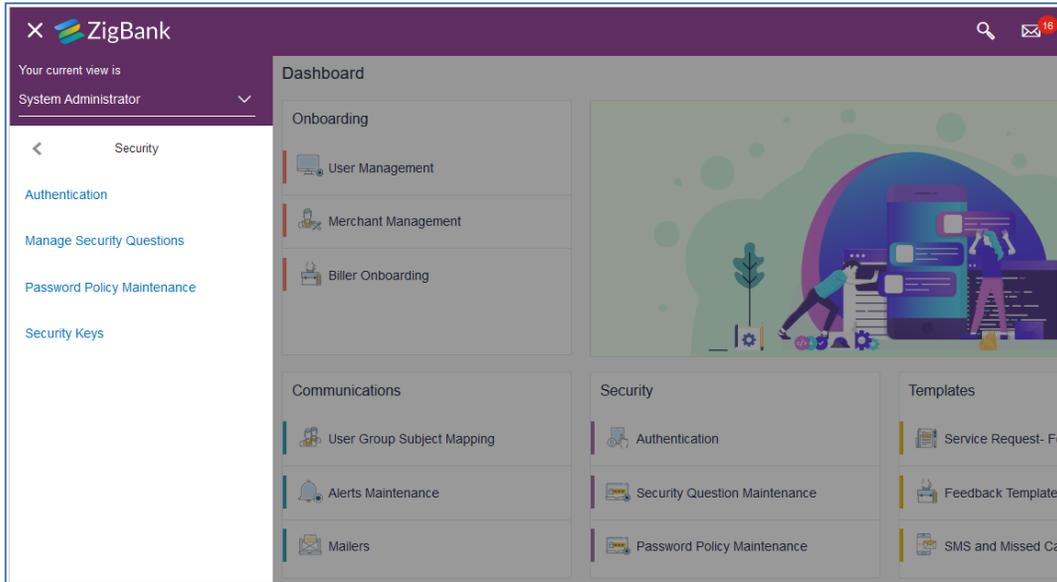 ZigBank
16
Your current view is
System Administrator
Security
Authentication
Manage Security Questions
Password Policy Maintenance
Security Keys
Dashboard
Onboarding
User Management
Merchant Management
Biller Onboarding
Communications
User Group Subject Mapping
Alerts Maintenance
Mailers
Security
Authentication
Security Question Maintenance
Password Policy Maintenance
Templates
Service Request- F
Feedback Template
SMS and Missed Ca